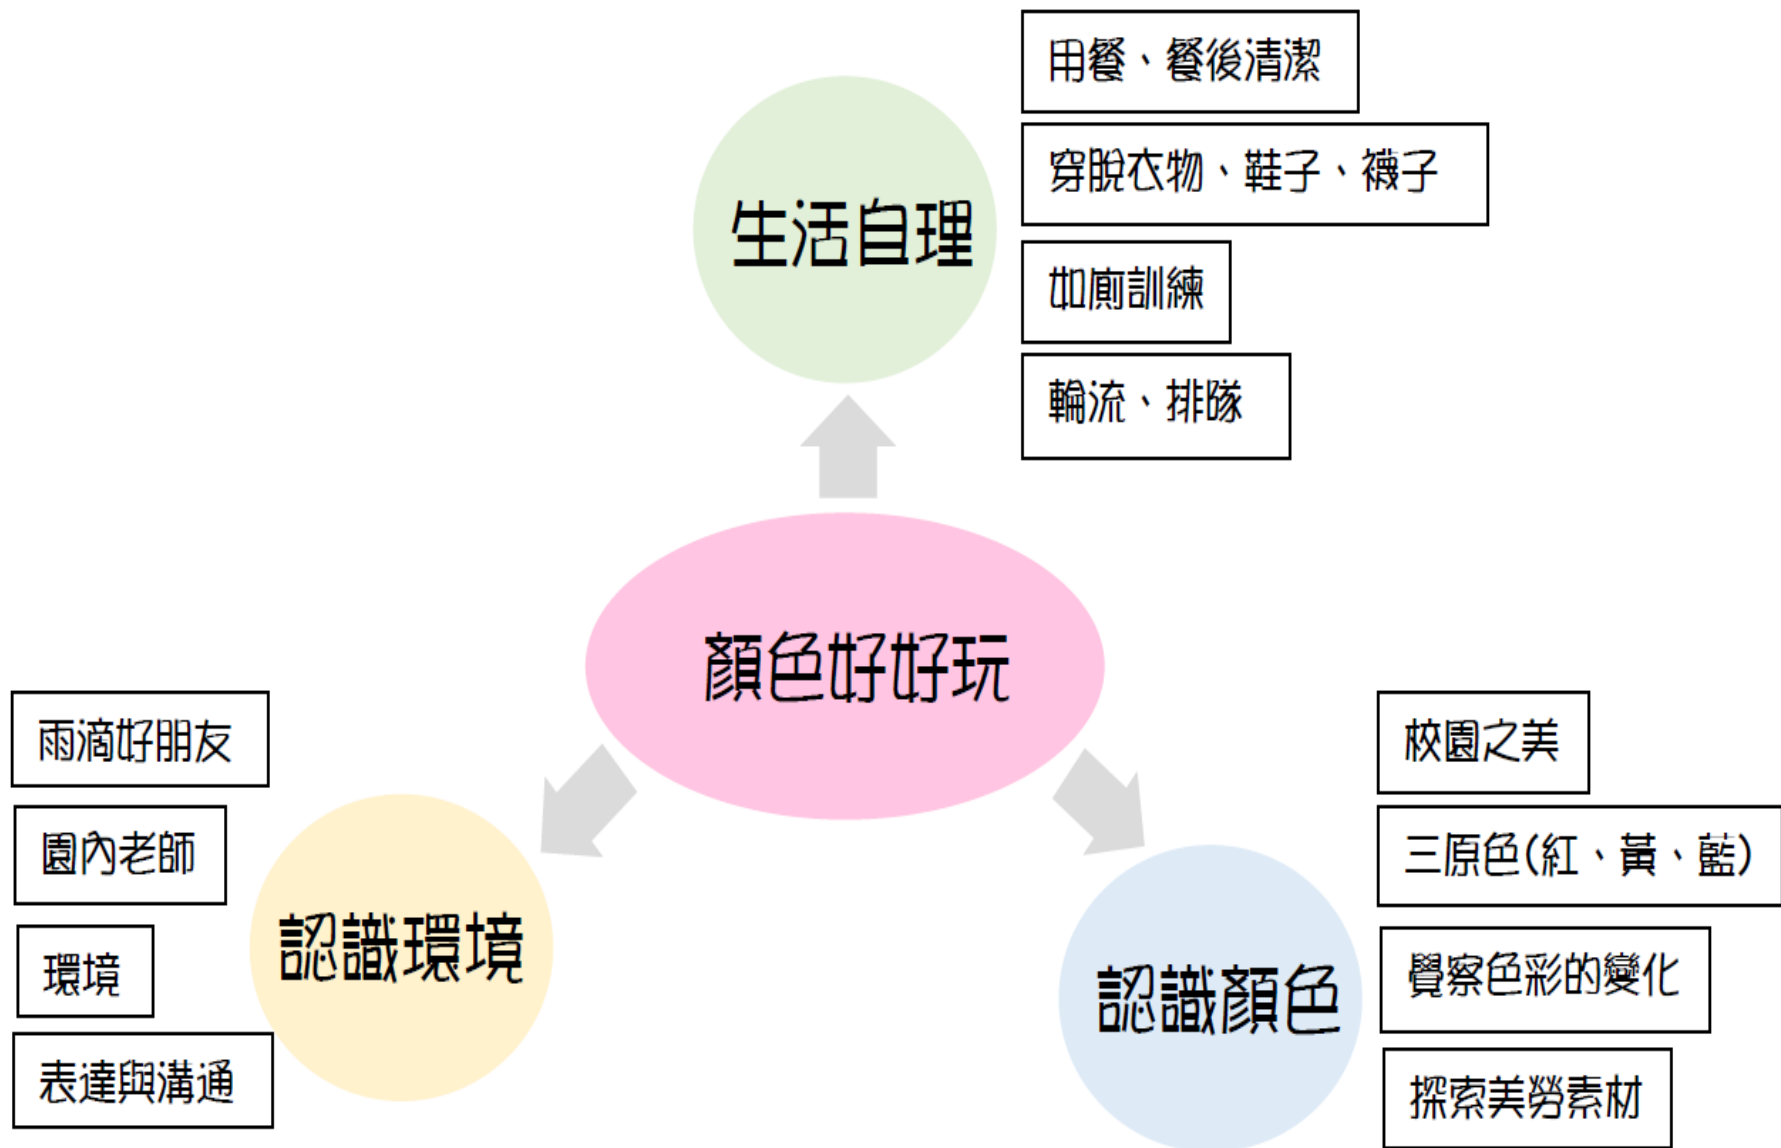 用餐、餐後清潔
穿脫衣物、鞋子、襪子
生活自理
如廁訓練
輪流、排隊
顏色好好玩
雨滴好朋友
園內老師
環境
表達與溝通
認識環境
校園之美
三原色(紅、黃、藍)
覺察色彩的變化
探索美勞素材
認識顏色